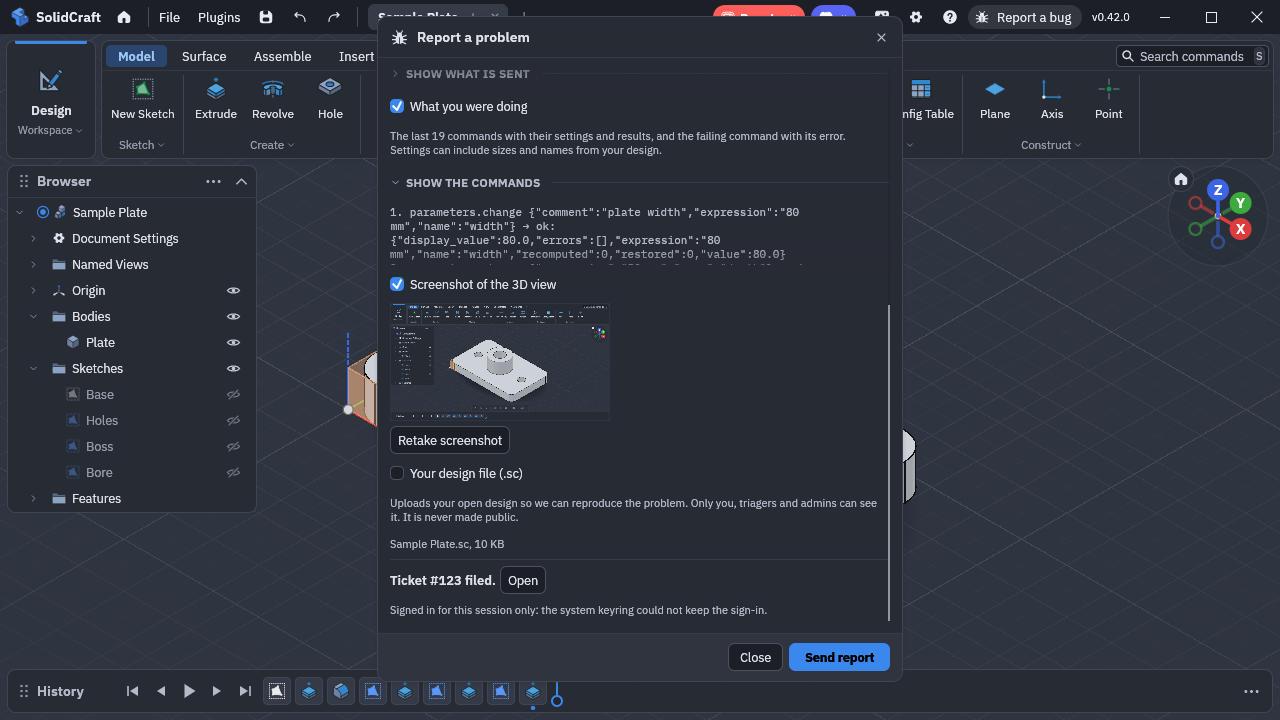 SolidCraft
File
Plugins
Report a bug
v0.42.0
Report a problem
Model
Surface
Assemble
Insert
Search commands
S
Design
Workspace
New Sketch
Extrude
Revolve
Hole
Plane
Axis
Point
Sketch
Create
Construct
SHOW WHAT IS SENT
What you were doing
The last 19 commands with their settings and results, and the failing command with its error.
Settings can include sizes and names from your design.
SHOW THE COMMANDS
1. parameters.change {"comment":"plate width","expression":"80
mm","name":"width"} → ok:
{"display_value":80.0,"errors":[],"expression":"80
mm","name":"width","recomputed":0,"restored":0,"value":80.0}
Screenshot of the 3D view
Retake screenshot
Your design file (.sc)
Uploads your open design so we can reproduce the problem. Only you, triagers and admins can see
it. It is never made public.
Sample Plate.sc, 10 KB
Ticket #123 filed.
Open
Signed in for this session only: the system keyring could not keep the sign-in.
Close
Send report
Browser
Sample Plate
Document Settings
Named Views
Origin
Bodies
Plate
Sketches
Base
Holes
Boss
Bore
Features
Z
Y
X
History